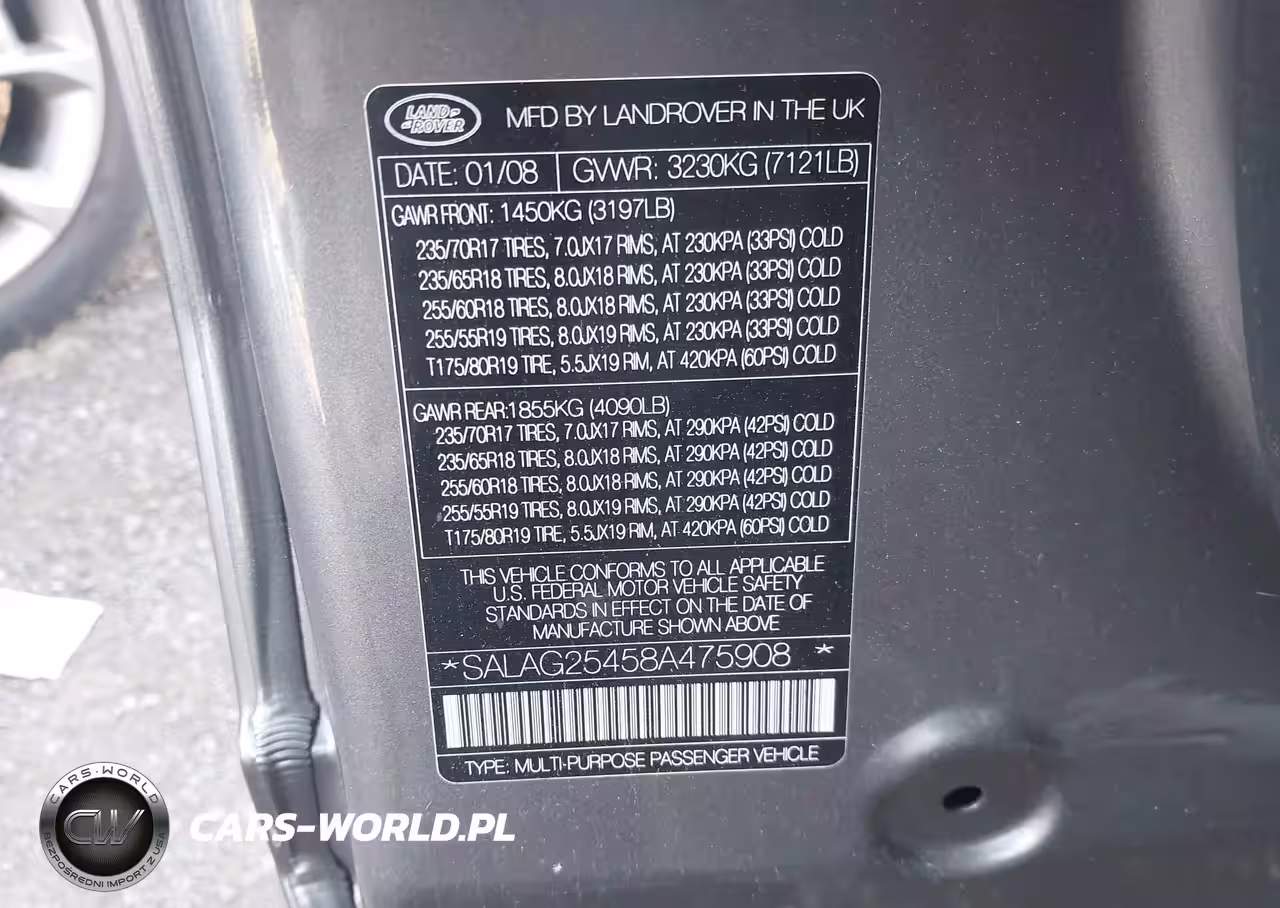 LAND ROVER
MFD BY LANDROVER IN THE UK
DATE: 01/08 GVWR: 3230KG (7121LB)
GAWR FRONT: 1450KG (3197LB)
235/70R17 TIRES, 7.0JX17 RIMS, AT 230KPA (33PSI) COLD
235/65R18 TIRES, 8.0JX18 RIMS, AT 230KPA (33PSI) COLD
255/60R18 TIRES, 8.0JX18 RIMS, AT 230KPA (33PSI) COLD
255/55R19 TIRES, 8.0JX19 RIMS, AT 230KPA (33PSI) COLD
T175/80R19 TIRE, 5.5JX19 RIM, AT 420KPA (60PSI) COLD
GAWR REAR:1855KG (4090LB)
235/70R17 TIRES, 7.0JX17 RIMS, AT 290KPA (42PSI) COLD
235/65R18 TIRES, 8.0JX18 RIMS, AT 290KPA (42PSI) COLD
255/60R18 TIRES, 8.0JX18 RIMS, AT 290KPA (42PSI) COLD
255/55R19 TIRES, 8.0JX19 RIMS, AT 290KPA (42PSI) COLD
T175/80R19 TIRE, 5.5JX19 RIM, AT 420KPA (60PSI) COLD
THIS VEHICLE CONFORMS TO ALL APPLICABLE
U.S. FEDERAL MOTOR VEHICLE SAFETY
STANDARDS IN EFFECT ON THE DATE OF
MANUFACTURE SHOWN ABOVE
*SALAG25458A475908 *
TYPE: MULTI-PURPOSE PASSENGER VEHICLE
CARS-WORLD
CW
BEZPOŚREDNI IMPORT Z USA
CARS-WORLD.PL